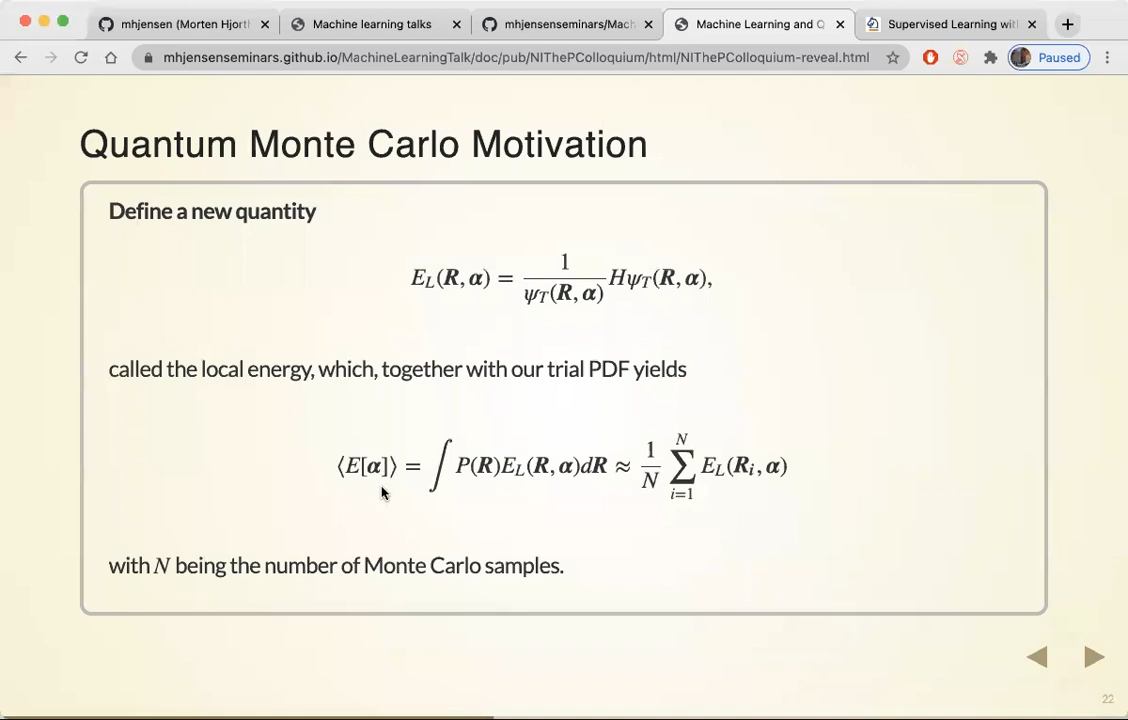 mhjensen (Morten Hjorth
Machine learning talks
mhjensenseminars/Mach
Machine Learning and Q
Supervised Learning wit
mhjensenseminars.github.io/MachineLearningTalk/doc/pub/NIThePColloquium/html/NIThePColloquium-reveal.html
Paused
Quantum Monte Carlo Motivation
Define a new quantity
E_L(R, α) = 1/ψ_T(R, α) Hψ_T(R, α),
called the local energy, which, together with our trial PDF yields
⟨E[α]⟩ = ∫ P(R)E_L(R, α)dR ≈ 1/N ∑_{i=1}^{N} E_L(R_i, α)
with N being the number of Monte Carlo samples.
22